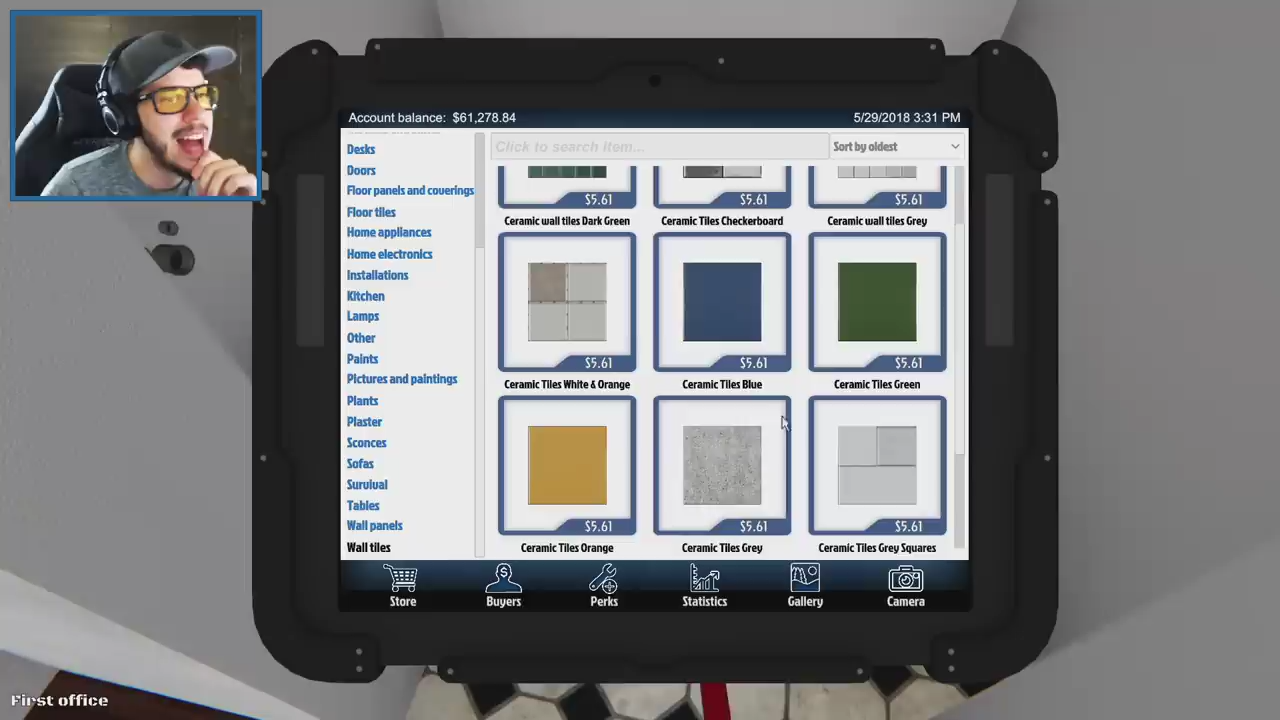 Account balance: $61,278.84
5/29/2018 3:31 PM
Click to search item...
Sort by oldest
Desks
Doors
Floor panels and coverings
Floor tiles
Home appliances
Home electronics
Installations
Kitchen
Lamps
Other
Paints
Pictures and paintings
Plants
Plaster
Sconces
Sofas
Survival
Tables
Wall panels
Wall tiles
$5.61 $5.61 $5.61
Ceramic wall tiles Dark Green Ceramic Tiles Checkerboard Ceramic wall tiles Grey
$5.61 $5.61 $5.61
Ceramic Tiles White & Orange Ceramic Tiles Blue Ceramic Tiles Green
$5.61 $5.61 $5.61
Ceramic Tiles Orange Ceramic Tiles Grey Ceramic Tiles Grey Squares
Store Buyers Perks Statistics Gallery Camera
First office